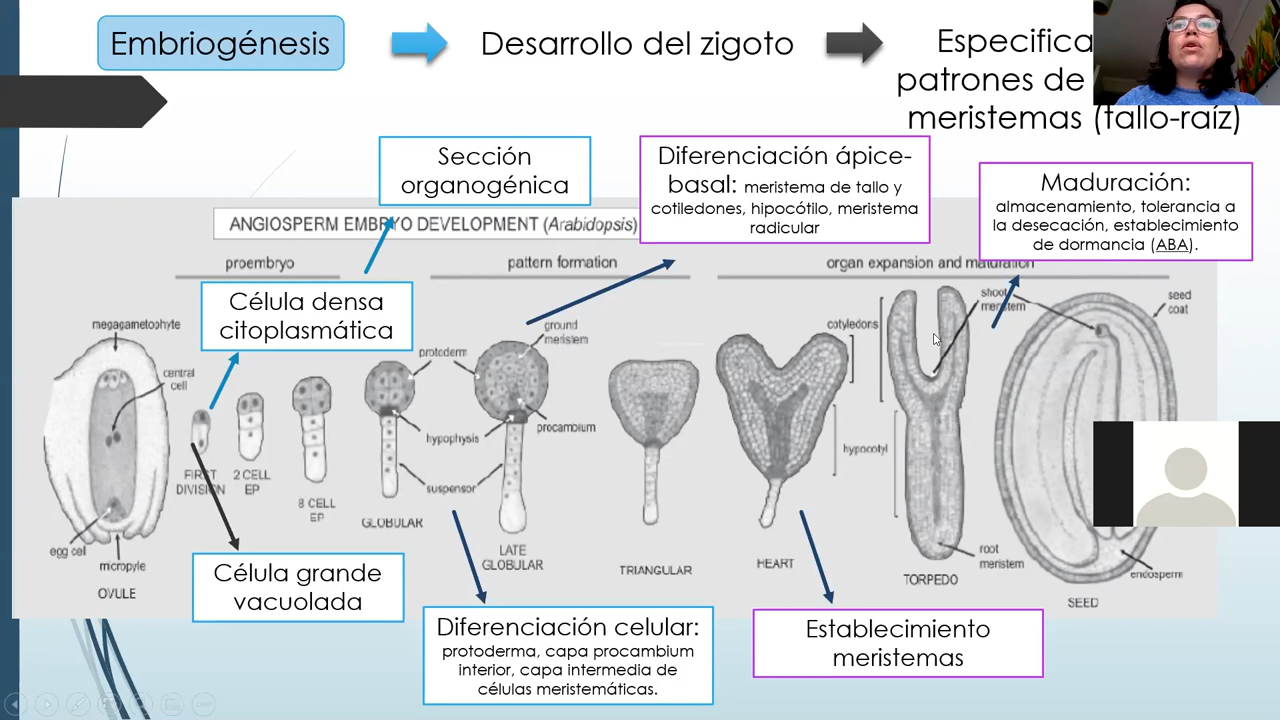 Embriogénesis
Desarrollo del zigoto
Especifica
patrones de
meristemas (tallo-raíz)
Sección
organogénica
Diferenciación ápice-
basal: meristema de tallo y
cotiledones, hipocótilo, meristema
radicular
Maduración:
almacenamiento, tolerancia a
la desecación, establecimiento
de dormancia (ABA).
ANGIOSPERM EMBRYO DEVELOPMENT (Arabidopsis)
proembryo
pattern formation
organ expansion and maturation
Célula densa
citoplasmática
megagametophyte
central
cell
egg cell
micropyle
OVULE
FIRST
DIVISION
2 CELL
EP
8 CELL
EP
protoderm
hypophysis
suspensor
GLOBULAR
ground
meristem
procambium
LATE
GLOBULAR
TRIANGULAR
cotyledons
hypocotyl
HEART
shoot
meristem
root
meristem
TORPEDO
seed
coat
endosperm
SEED
Célula grande
vacuolada
Diferenciación celular:
protoderma, capa procambium
interior, capa intermedia de
células meristemáticas.
Establecimiento
meristemas